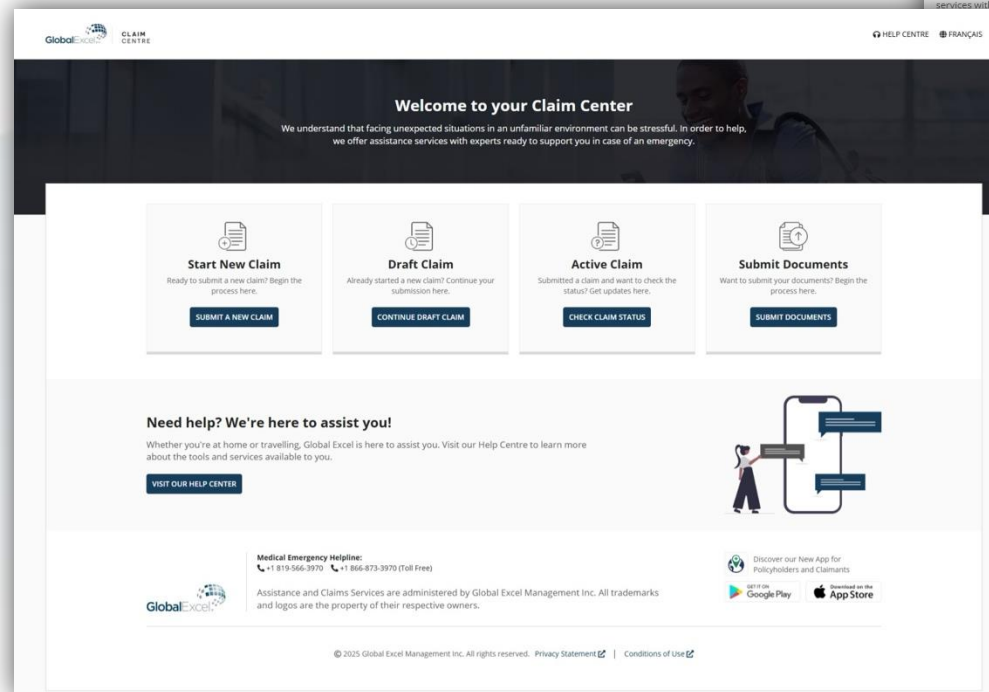 services with
GlobalExcel
CLAIM
CENTRE
HELP CENTRE FRANÇAIS
Welcome to your Claim Center
We understand that facing unexpected situations in an unfamiliar environment can be stressful. In order to help,
we offer assistance services with experts ready to support you in case of an emergency.
Start New Claim
Ready to submit a new claim? Begin the
process here.
SUBMIT A NEW CLAIM
Draft Claim
Already started a new claim? Continue your
submission here.
CONTINUE DRAFT CLAIM
Active Claim
Submitted a claim and want to check the
status? Get updates here.
CHECK CLAIM STATUS
Submit Documents
Want to submit your documents? Begin the
process here.
SUBMIT DOCUMENTS
Need help? We're here to assist you!
Whether you're at home or travelling, Global Excel is here to assist you. Visit our Help Centre to learn more
about the tools and services available to you.
VISIT OUR HELP CENTER
GlobalExcel
Medical Emergency Helpline:
+1 819-566-3970 +1 866-873-3970 (Toll Free)
Assistance and Claims Services are administered by Global Excel Management Inc. All trademarks
and logos are the property of their respective owners.
Discover our New App for
Policyholders and Claimants
GET IT ON
Google Play
Download on the
App Store
© 2025 Global Excel Management Inc. All rights reserved. Privacy Statement | Conditions of Use